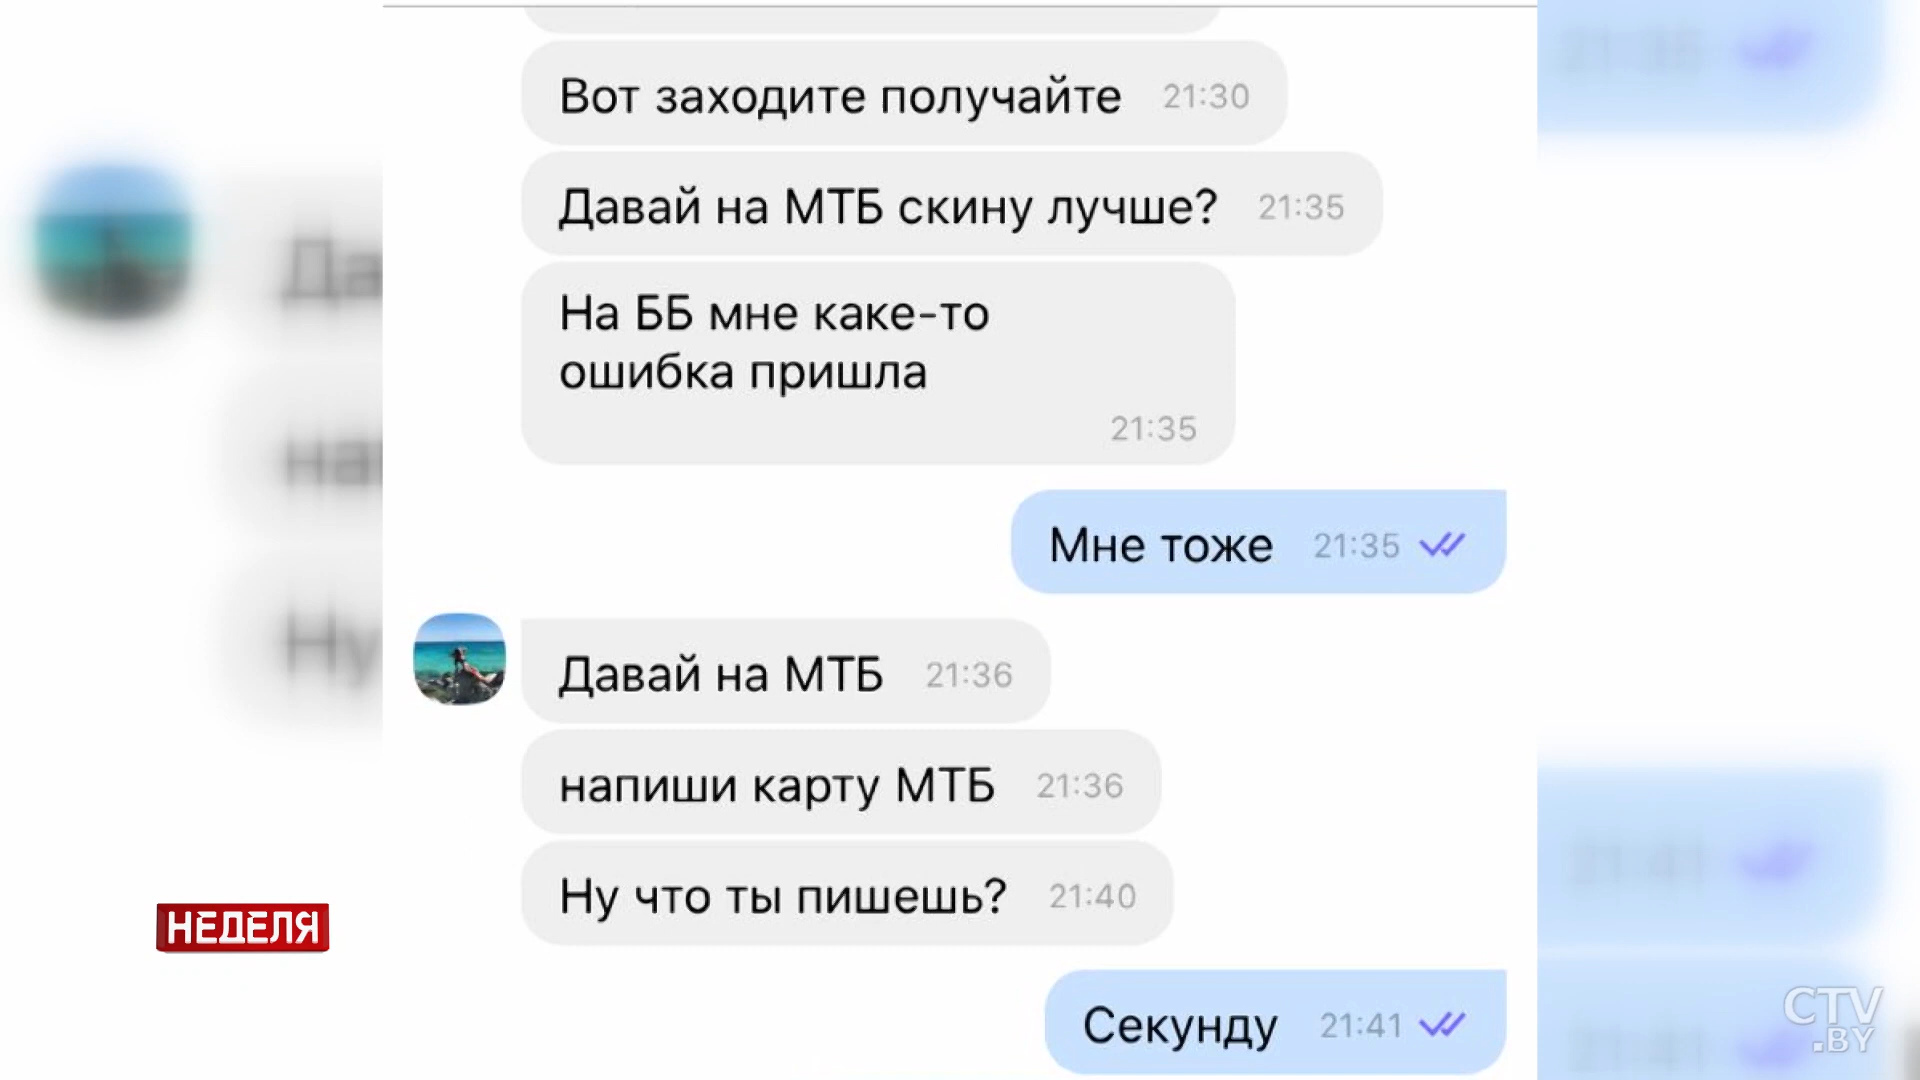 Вот заходите получайте 21:30
Давай на МТБ скину лучше? 21:35
На ББ мне каке-то
ошибка пришла
21:35
Мне тоже 21:35
Давай на МТБ 21:36
напиши карту МТБ 21:36
Ну что ты пишешь? 21:40
Секунду 21:41
НЕДЕЛЯ
CTV
.BY